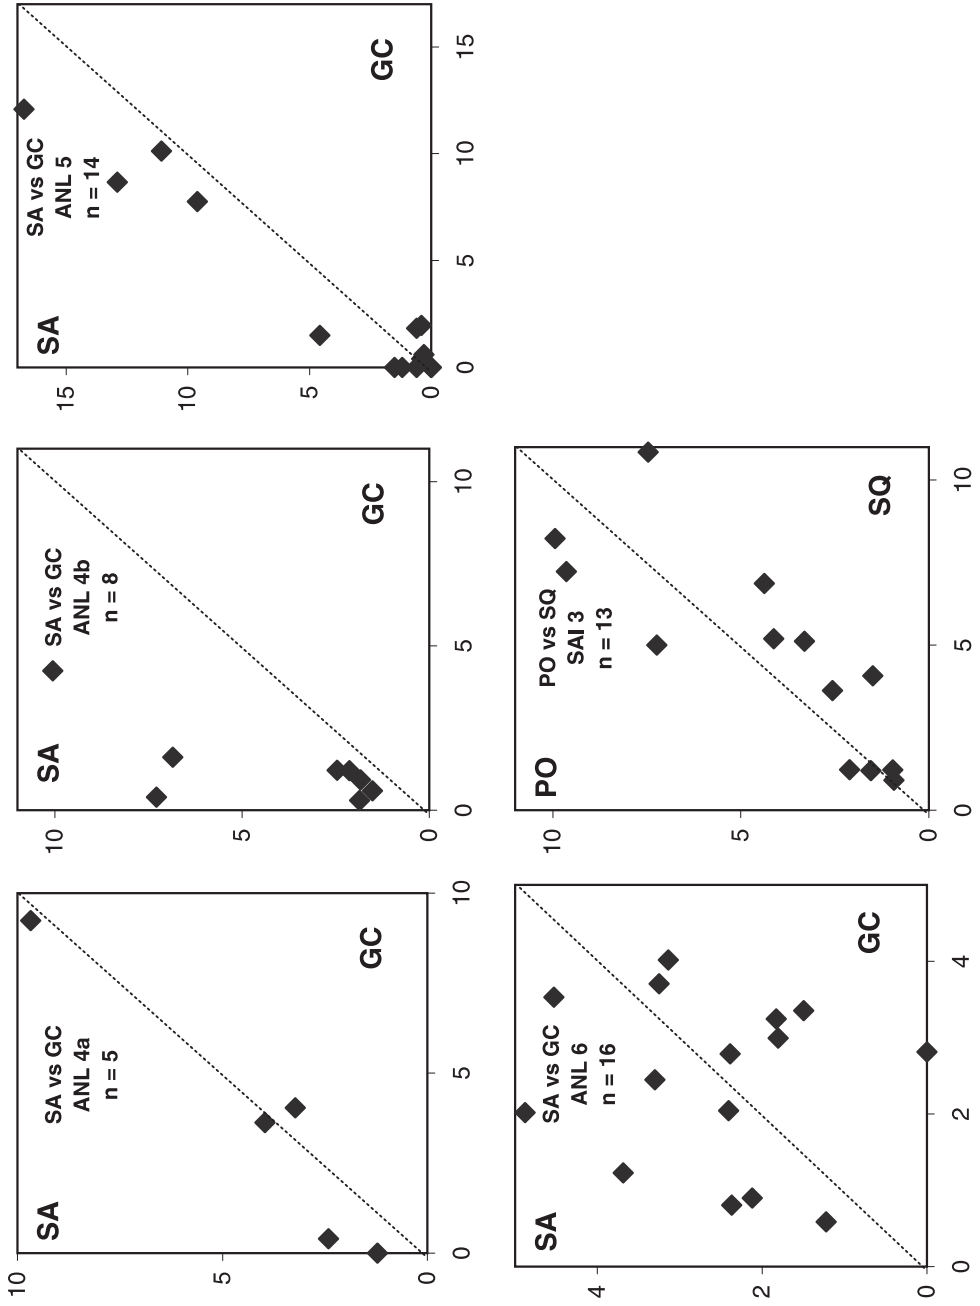 SA
SA vs GC
ANL 4a
n = 5
GC
10
5
0
0
5
10
SA
SA vs GC
ANL 4b
n = 8
GC
10
5
0
0
5
10
SA
SA vs GC
ANL 5
n = 14
GC
15
10
5
0
0
5
10
15
SA
SA vs GC
ANL 6
n = 16
GC
4
2
0
0
2
4
PO
PO vs SQ
SAI 3
n = 13
SQ
10
5
0
0
5
10